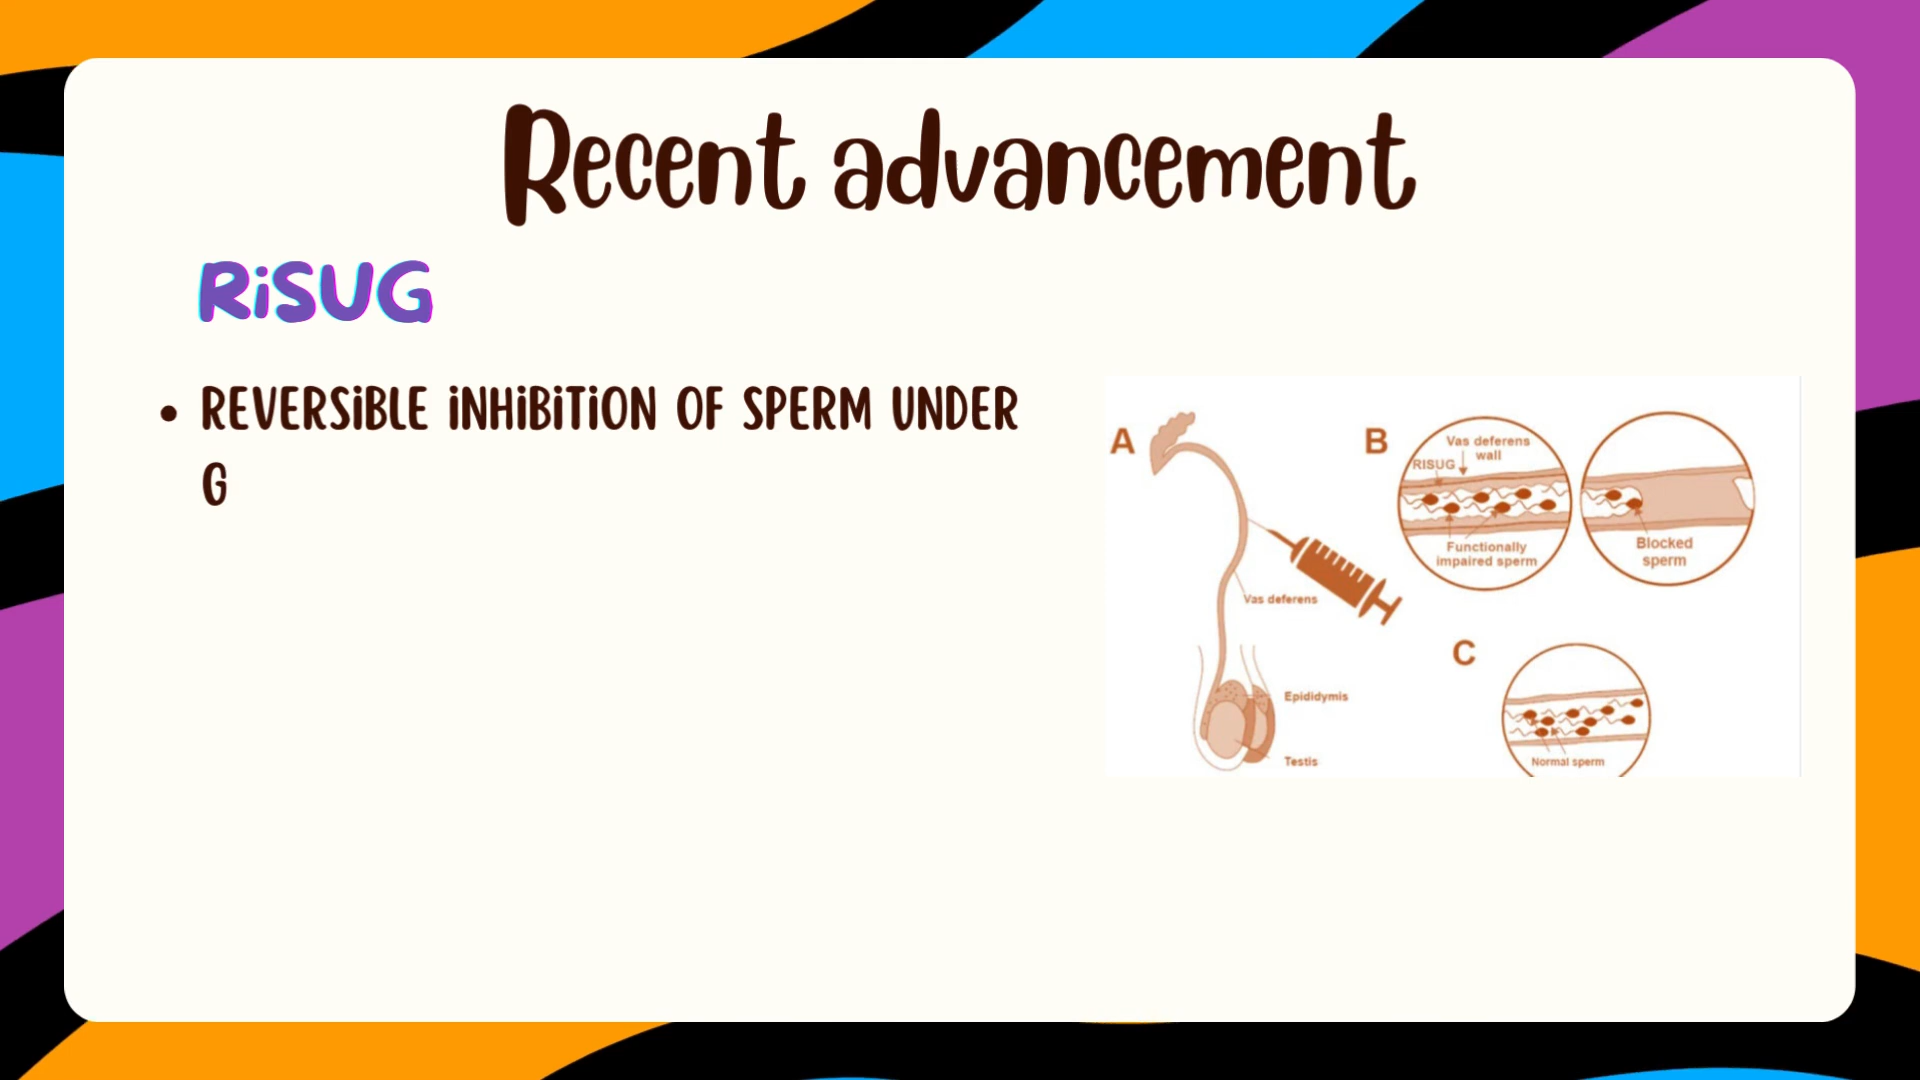 Recent advancement
RiSUG
• REVERSiBLE iNHiBiTiON OF SPERM UNDER
G
A
B
Vas deferens
wall
RISUG
Functionally
impaired sperm
Blocked
sperm
Vas deferens
C
Epididymis
Normal sperm
Testis